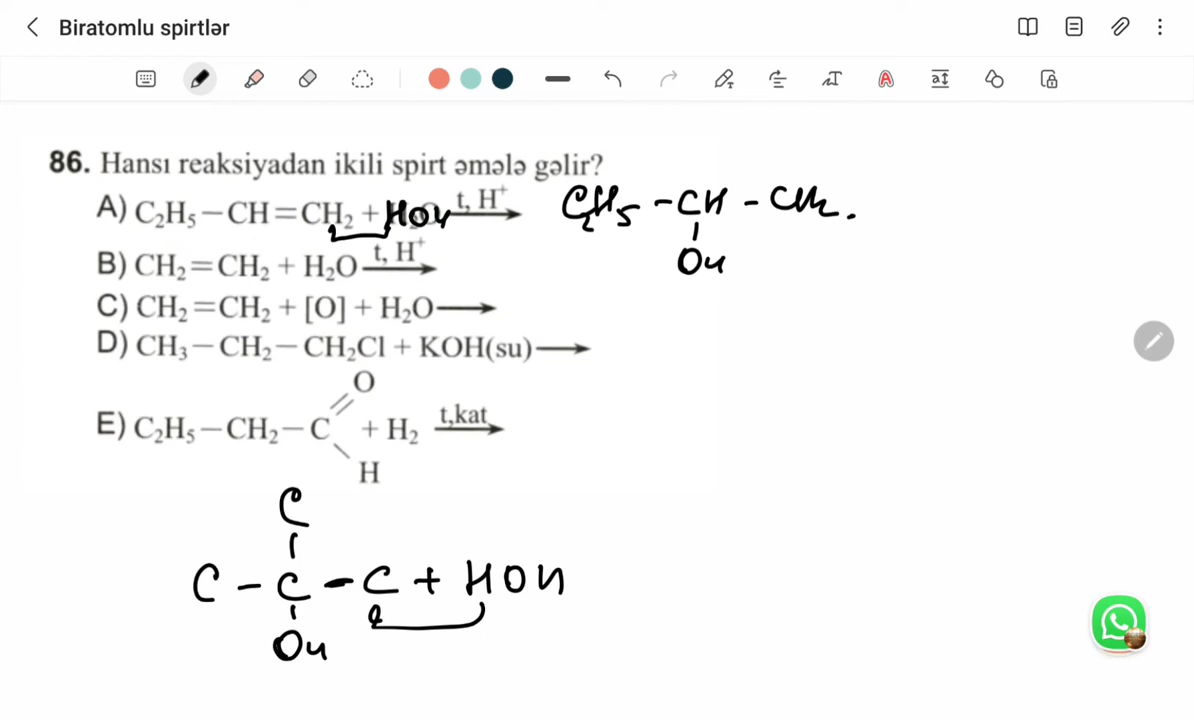 Biratomlu spirtlər
86. Hansı reaksiyadan ikili spirt əmələ gəlir?
A) C₂H₅—CH=CH₂ + HOH t, H⁺ → C₂H₅ - CH - CH₃.
OH
B) CH₂=CH₂ + H₂O t, H⁺ →
C) CH₂=CH₂ + [O] + H₂O →
D) CH₃—CH₂—CH₂Cl + KOH(su) →
O
E) C₂H₅—CH₂—C + H₂ t,kat →
H
C
C - C - C + HOH
OH